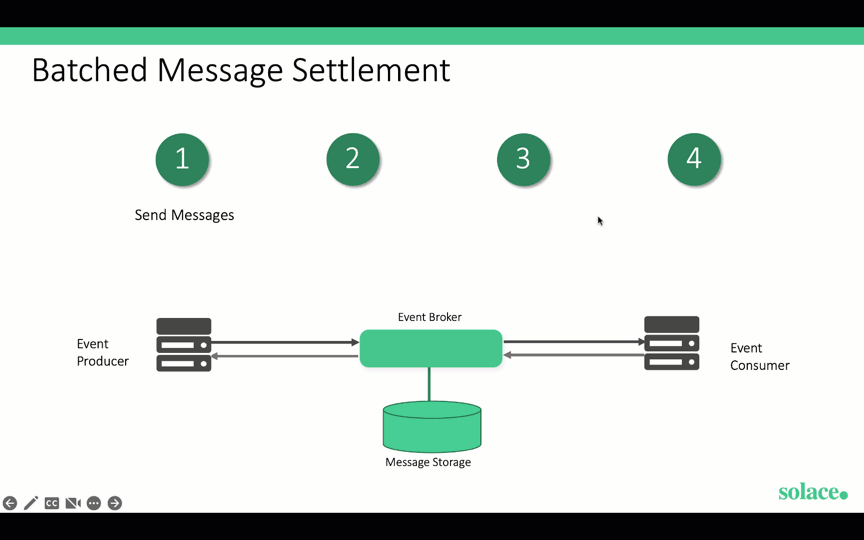 Batched Message Settlement
1
2
3
4
Send Messages
Event Broker
Event
Producer
Event
Consumer
Message Storage
CC
solace.